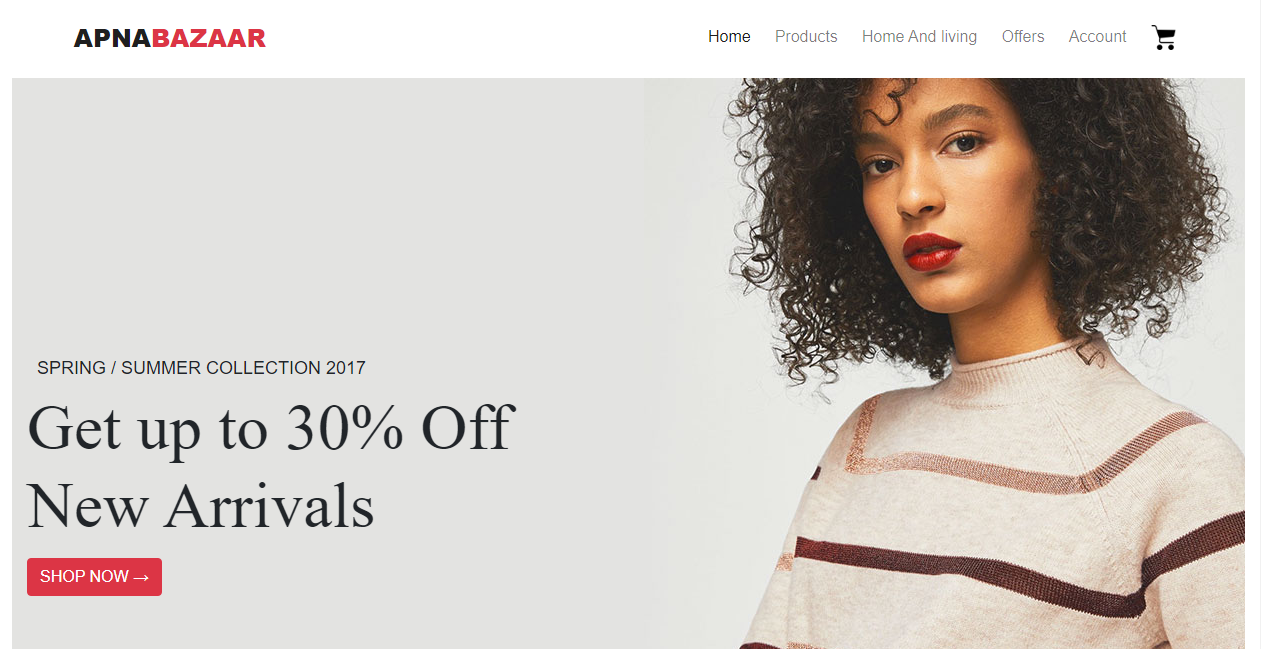 APNABAZAAR
Home Products Home And living Offers Account
SPRING / SUMMER COLLECTION 2017
Get up to 30% Off
New Arrivals
SHOP NOW →